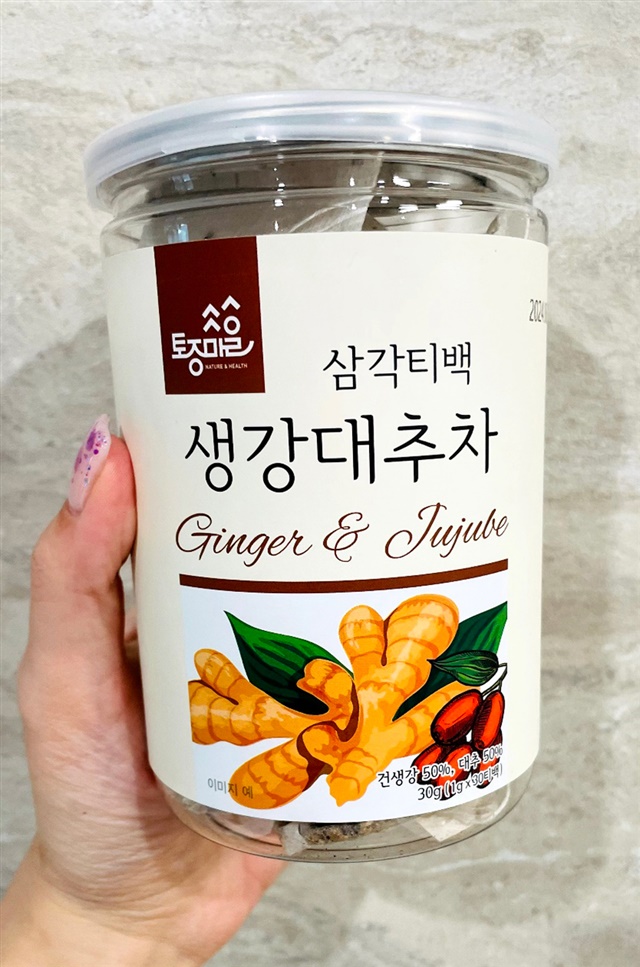 토종마을
NATURE & HEALTH
2024
삼각티백
생강대추차
Ginger & Jujube
건생강 50%, 대추 50%
30g ( 1g x 30티백 )
이미지 예